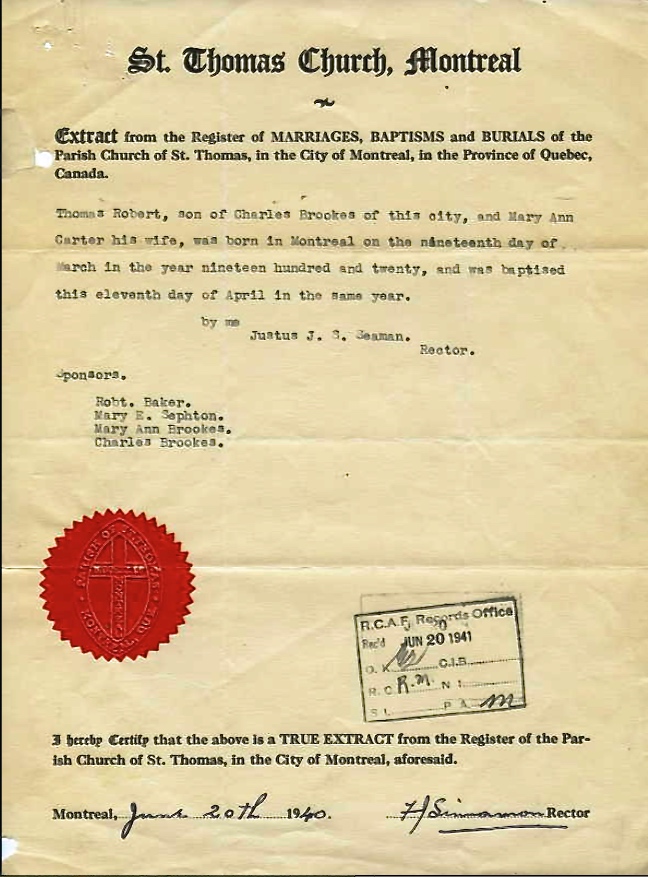 St. Thomas Church, Montreal
Extract from the Register of MARRIAGES, BAPTISMS and BURIALS of the
Parish Church of St. Thomas, in the City of Montreal, in the Province of Quebec,
Canada.
Thomas Robert, son of Charles Brookes of this city, and Mary Ann
Carter his wife, was born in Montreal on the nineteenth day of
March in the year nineteen hundred and twenty, and was baptised
this eleventh day of April in the same year.
by me
Justus J. S. Seaman.
Rector.
Sponsors.
Robt. Baker.
Mary E. Sephton.
Mary Ann Brookes.
Charles Brookes.
PARISH OF ST. THOMAS
MONTREAL, QUE
R.C.A.F. Records Office
Rec'd JUN 20 1941
O.K. C.I.B.
R.C. R.M. N.I.
S.L. P.A. m
I hereby Certify that the above is a TRUE EXTRACT from the Register of the Par-
ish Church of St. Thomas, in the City of Montreal, aforesaid.
Montreal, June 20th 1940. Rector